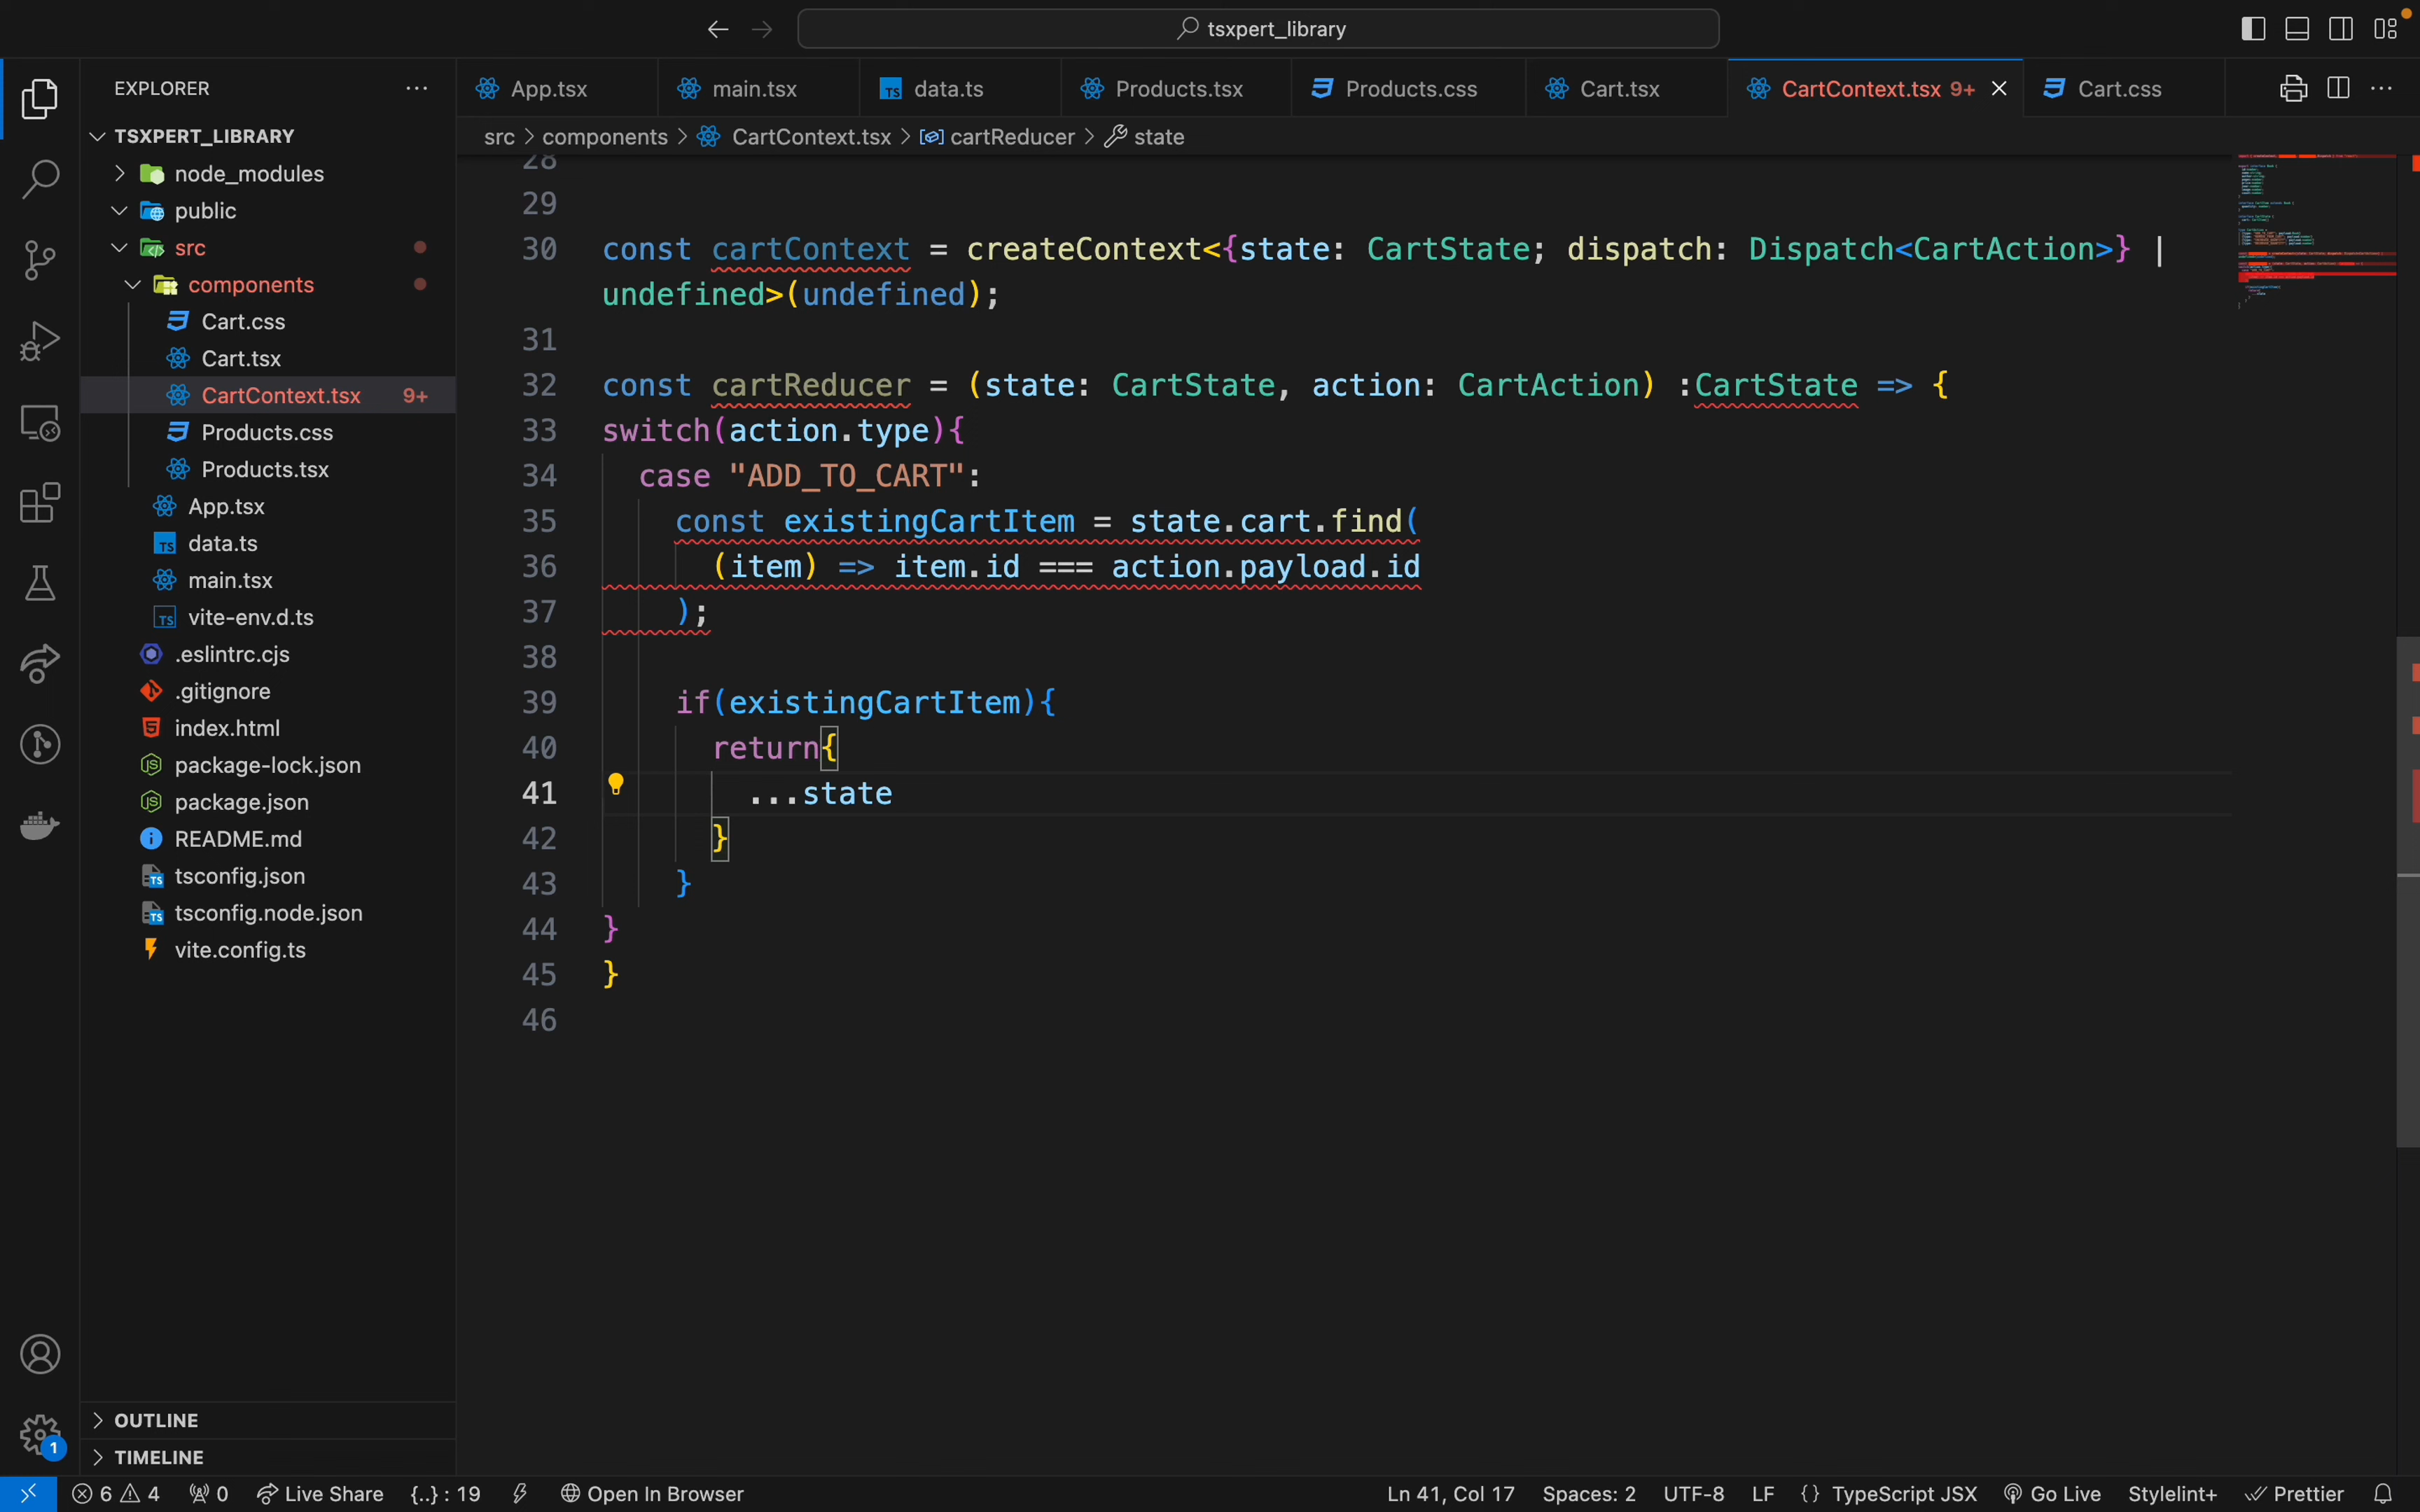 tsxpert_library
EXPLORER
TSXPERT_LIBRARY
node_modules
public
src
components
Cart.css
Cart.tsx
CartContext.tsx 9+
Products.css
Products.tsx
App.tsx
data.ts
main.tsx
vite-env.d.ts
.eslintrc.cjs
.gitignore
index.html
package-lock.json
package.json
README.md
tsconfig.json
tsconfig.node.json
vite.config.ts
OUTLINE
TIMELINE
1
App.tsx main.tsx data.ts Products.tsx Products.css Cart.tsx CartContext.tsx 9+ Cart.css
src > components > CartContext.tsx > cartReducer > state
28
29
30 const cartContext = createContext<{state: CartState; dispatch: Dispatch<CartAction>} |
undefined>(undefined);
31
32 const cartReducer = (state: CartState, action: CartAction) :CartState => {
33 switch(action.type){
34 case "ADD_TO_CART":
35 const existingCartItem = state.cart.find(
36 (item) => item.id === action.payload.id
37 );
38
39 if(existingCartItem){
40 return{
41 ...state
42 }
43 }
44 }
45 }
46
6 4 0 Live Share {..} : 19 Open In Browser Ln 41, Col 17 Spaces: 2 UTF-8 LF {} TypeScript JSX Go Live Stylelint+ Prettier